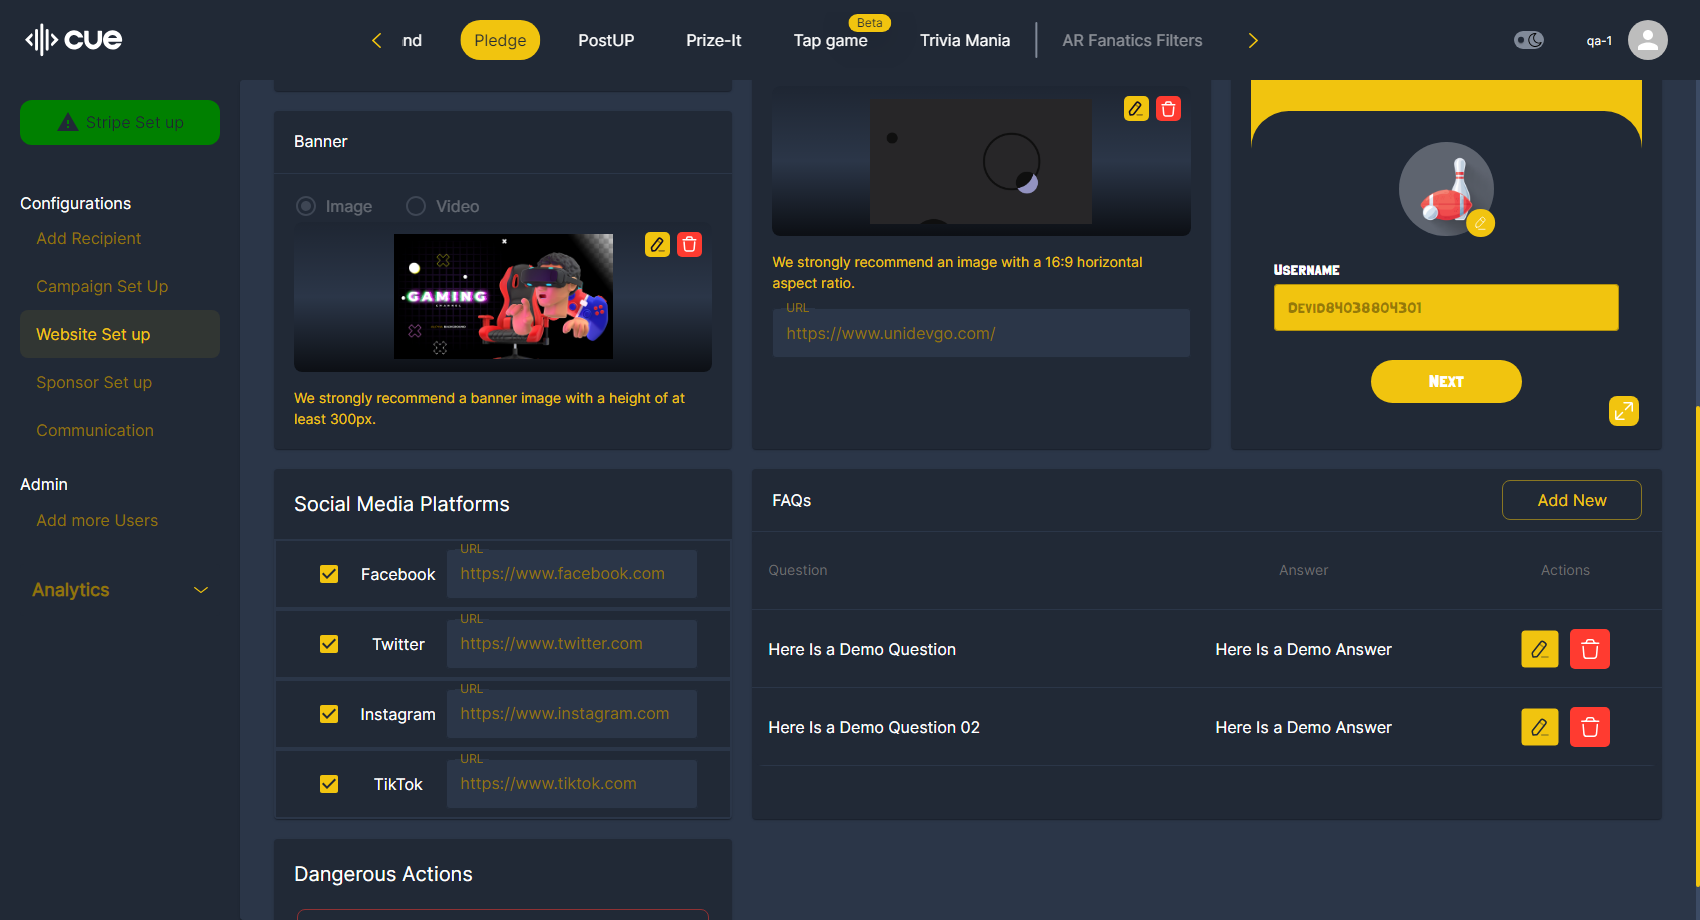 cue
nd
Pledge
PostUP
Prize-It
Beta
Tap game
Trivia Mania
AR Fanatics Filters
qa-1
Stripe Set up
Configurations
Add Recipient
Campaign Set Up
Website Set up
Sponsor Set up
Communication
Admin
Add more Users
Analytics
Banner
Image
Video
GAMING
CHANNEL
We strongly recommend a banner image with a height of at
least 300px.
We strongly recommend an image with a 16:9 horizontal
aspect ratio.
URL
https://www.unidevgo.com/
Username
DEVID84038804301
Next
Social Media Platforms
Facebook
URL
https://www.facebook.com
Twitter
URL
https://www.twitter.com
Instagram
URL
https://www.instagram.com
TikTok
URL
https://www.tiktok.com
FAQs
Add New
Question
Answer
Actions
Here Is a Demo Question
Here Is a Demo Answer
Here Is a Demo Question 02
Here Is a Demo Answer
Dangerous Actions